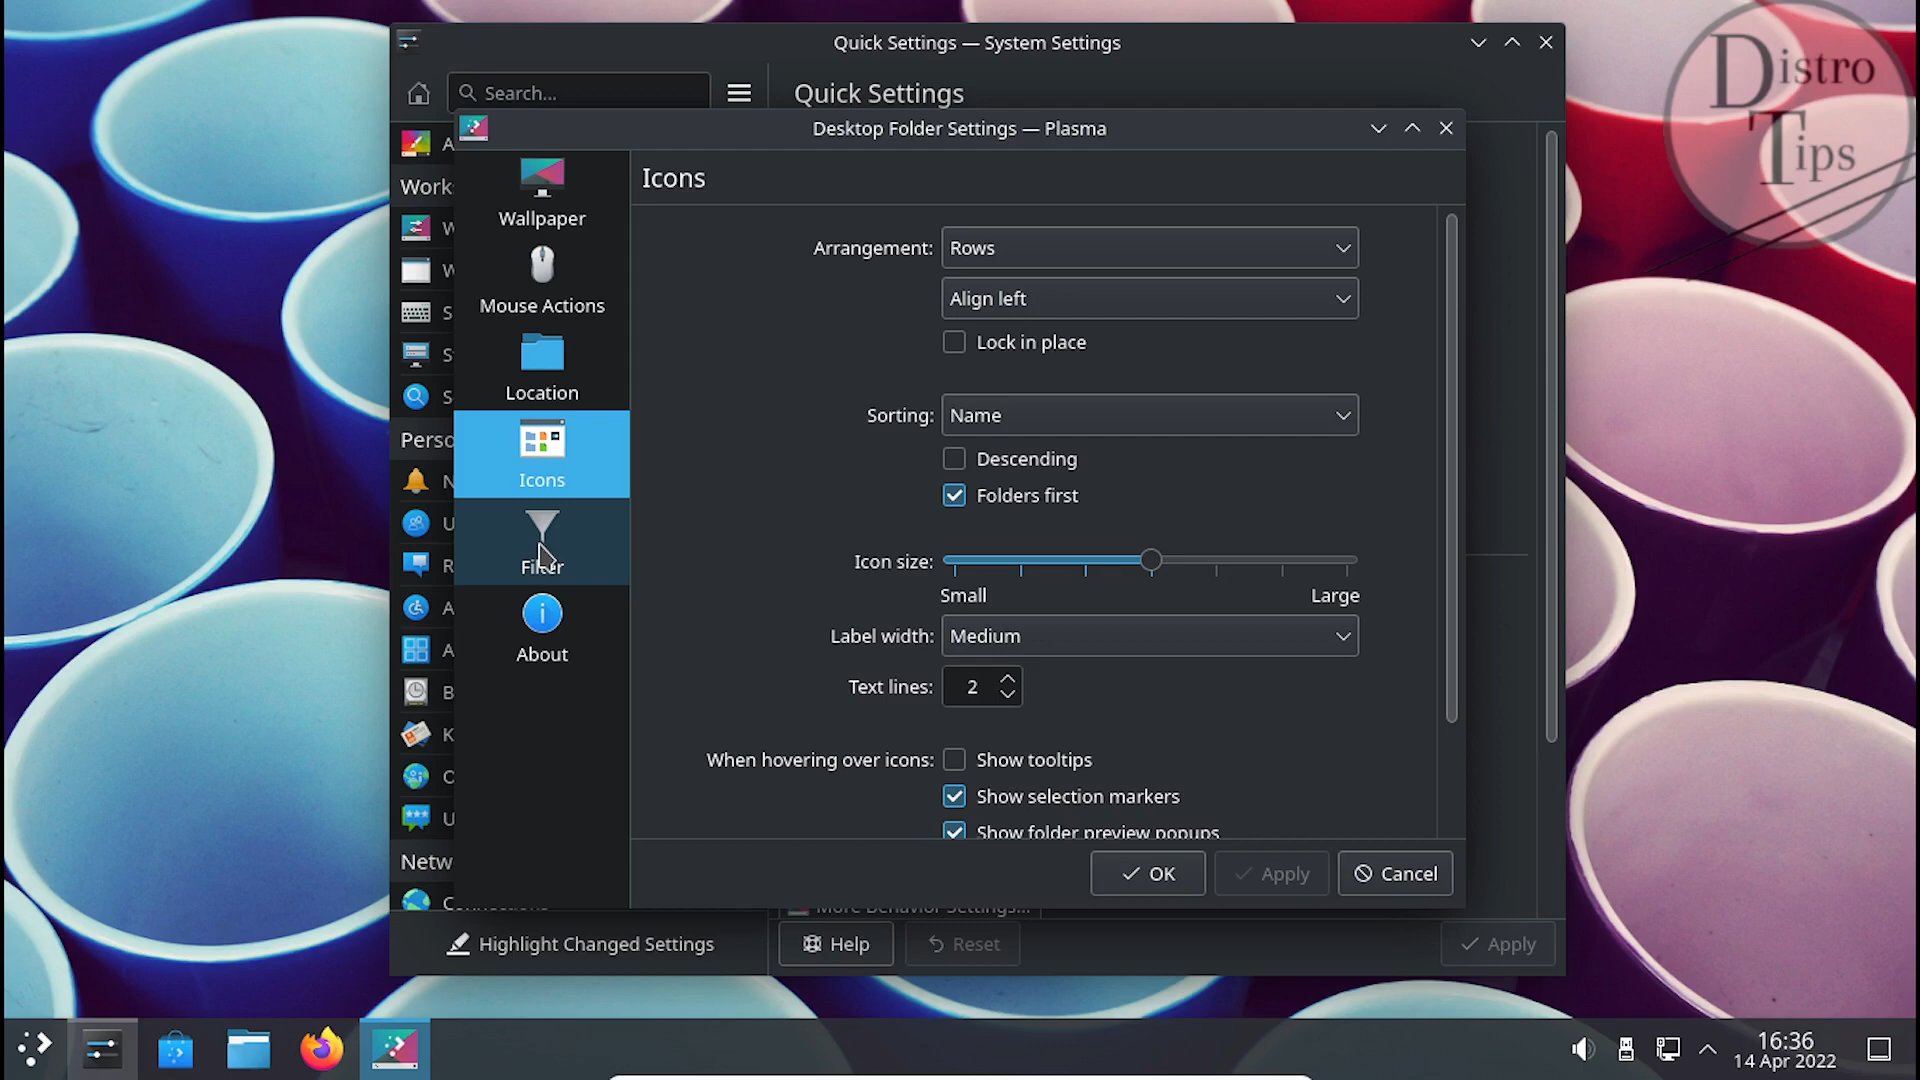 Quick Settings — System Settings
Distro
Tips
Search...
Quick Settings
Desktop Folder Settings — Plasma
Wallpaper
Mouse Actions
Location
Icons
Filter
About
Icons
Arrangement: Rows
Align left
Lock in place
Sorting: Name
Descending
Folders first
Icon size:
Small Large
Label width: Medium
Text lines: 2
When hovering over icons: Show tooltips
Show selection markers
Show folder preview popups
OK Apply Cancel
More Behavior Settings...
Highlight Changed Settings
Help Reset Apply
16:36
14 Apr 2022